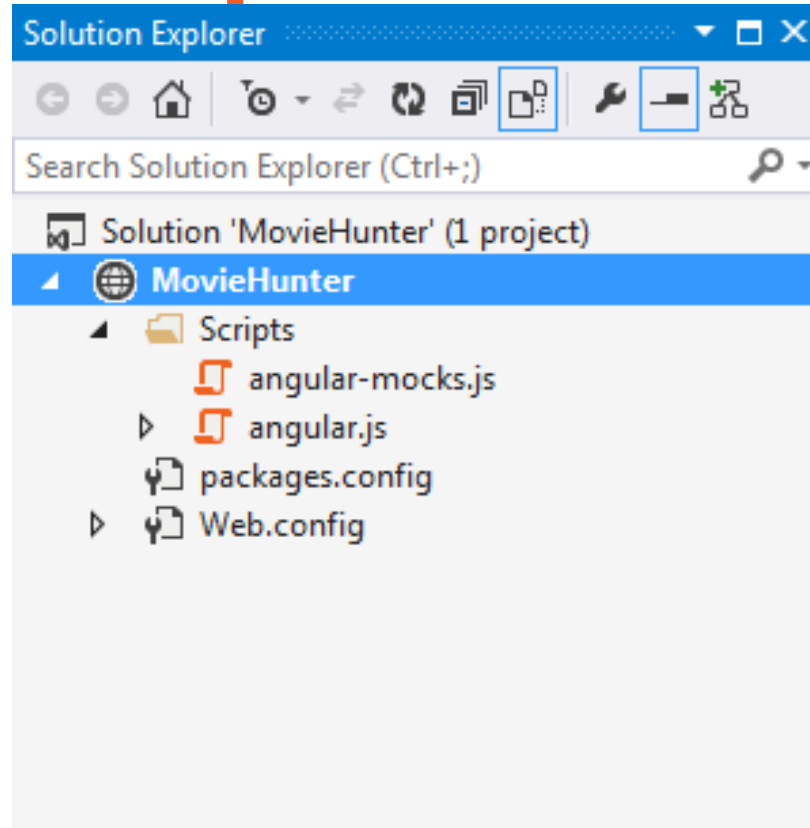 Solution Explorer
Search Solution Explorer (Ctrl+;)
Solution 'MovieHunter' (1 project)
MovieHunter
Scripts
angular-mocks.js
angular.js
packages.config
Web.config